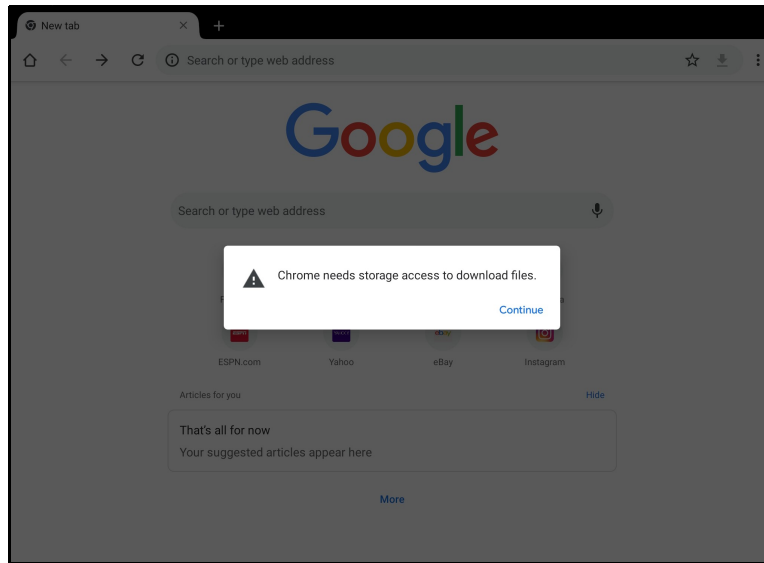 New tab
Search or type web address
Google
Search or type web address
Chrome needs storage access to download files.
Continue
ESPN.com
Yahoo
eBay
Instagram
Articles for you
Hide
That's all for now
Your suggested articles appear here
More